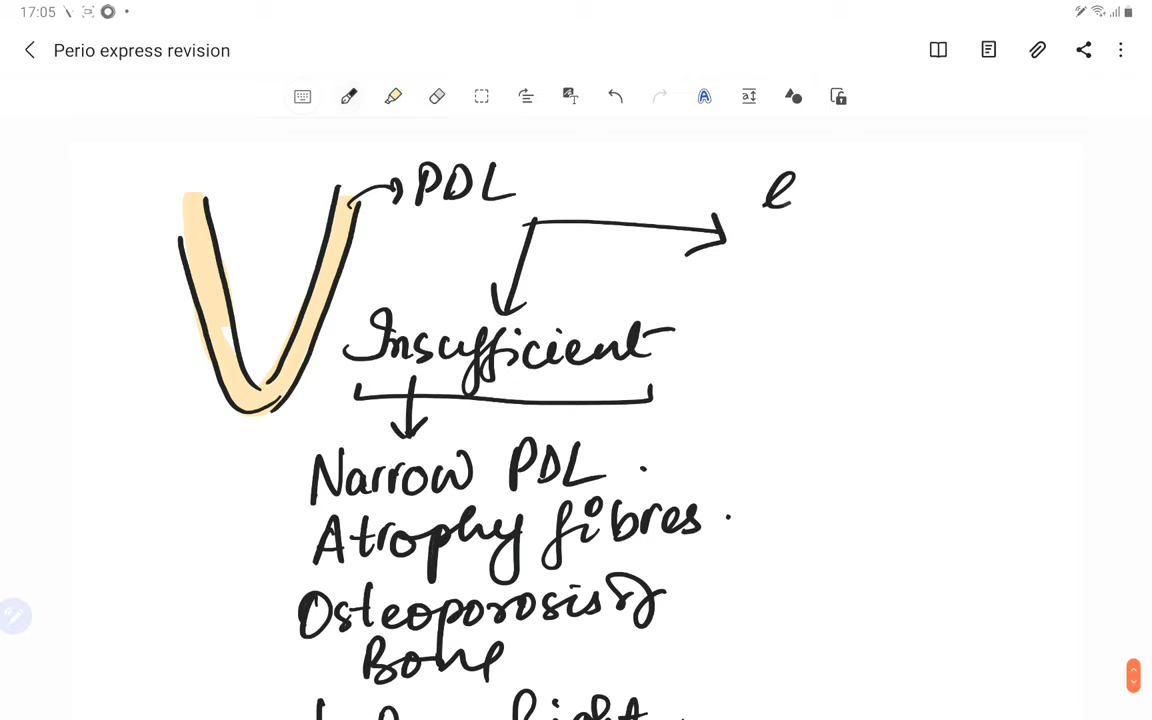 17:05
Perio express revision
PDL
e
Insufficient
Narrow PDL .
Atrophy fibres .
Osteoporosis of
Bone